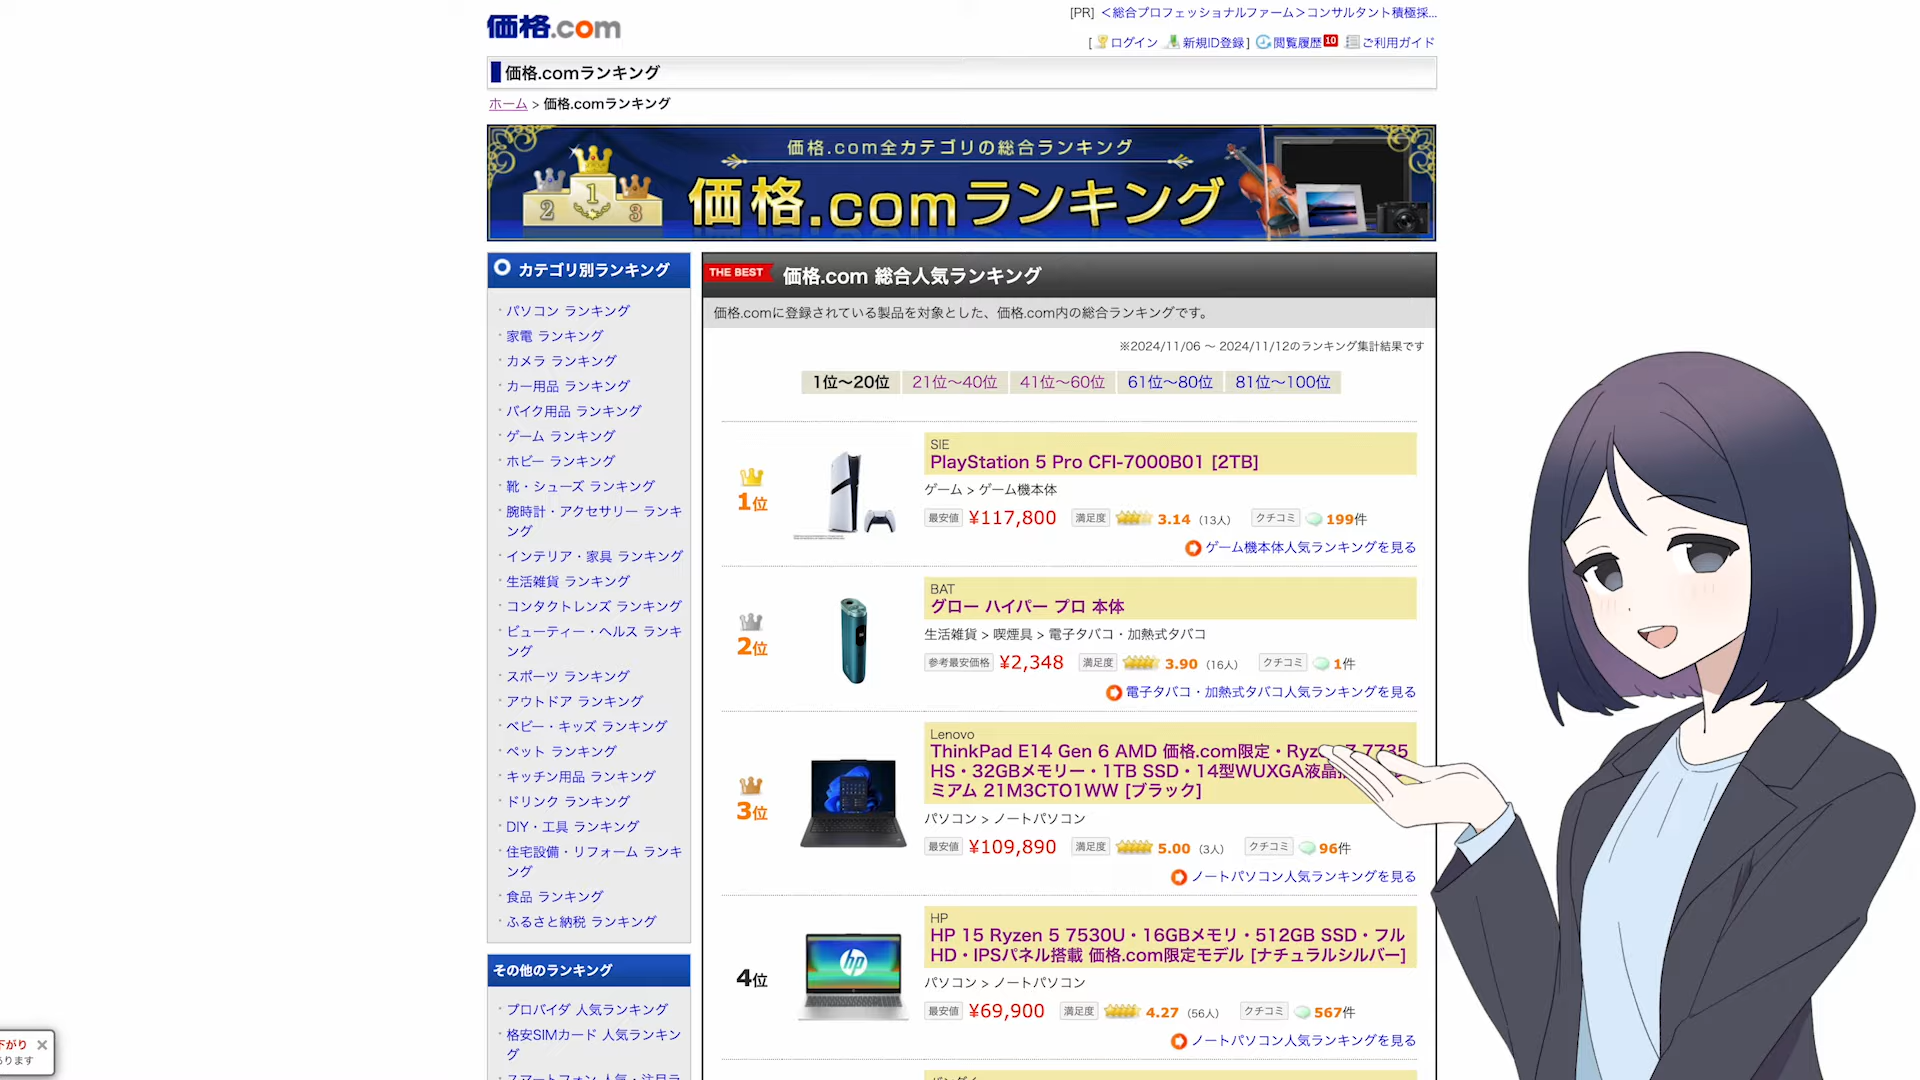 価格.com
[PR] ＜総合プロフェッショナルファーム＞コンサルタント積極採...
[ ログイン 新規ID登録 ] 閲覧履歴 10 ご利用ガイド
価格.comランキング
ホーム > 価格.comランキング
価格.com全カテゴリの総合ランキング
価格.comランキング
1 2 3
カテゴリ別ランキング
パソコン ランキング
家電 ランキング
カメラ ランキング
カー用品 ランキング
バイク用品 ランキング
ゲーム ランキング
ホビー ランキング
靴・シューズ ランキング
腕時計・アクセサリー ランキ
ング
インテリア・家具 ランキング
生活雑貨 ランキング
コンタクトレンズ ランキング
ビューティー・ヘルス ランキ
ング
スポーツ ランキング
アウトドア ランキング
ベビー・キッズ ランキング
ペット ランキング
キッチン用品 ランキング
ドリンク ランキング
DIY・工具 ランキング
住宅設備・リフォーム ランキ
ング
食品 ランキング
ふるさと納税 ランキング
その他のランキング
プロバイダ 人気ランキング
格安SIMカード 人気ランキン
グ
スマートフォン 人気・注目ラ
THE BEST 価格.com 総合人気ランキング
価格.comに登録されている製品を対象とした、価格.com内の総合ランキングです。
※2024/11/06 ～ 2024/11/12のランキング集計結果です
1位～20位 21位～40位 41位～60位 61位～80位 81位～100位
1位
SIE
PlayStation 5 Pro CFI-7000B01 [2TB]
ゲーム > ゲーム機本体
最安値 ¥117,800 満足度 3.14 (13人) クチコミ 199件
ゲーム機本体人気ランキングを見る
2位
BAT
グロー ハイパー プロ 本体
生活雑貨 > 喫煙具 > 電子タバコ・加熱式タバコ
参考最安価格 ¥2,348 満足度 3.90 (16人) クチコミ 1件
電子タバコ・加熱式タバコ人気ランキングを見る
3位
Lenovo
ThinkPad E14 Gen 6 AMD 価格.com限定・Ryzen 7 7735
HS・32GBメモリー・1TB SSD・14型WUXGA液晶
ミアム 21M3CTO1WW [ブラック]
パソコン > ノートパソコン
最安値 ¥109,890 満足度 5.00 (3人) クチコミ 96件
ノートパソコン人気ランキングを見る
4位
HP
HP 15 Ryzen 5 7530U・16GBメモリ・512GB SSD・フル
HD・IPSパネル搭載 価格.com限定モデル [ナチュラルシルバー]
パソコン > ノートパソコン
最安値 ¥69,900 満足度 4.27 (56人) クチコミ 567件
ノートパソコン人気ランキングを見る
下がり
あります